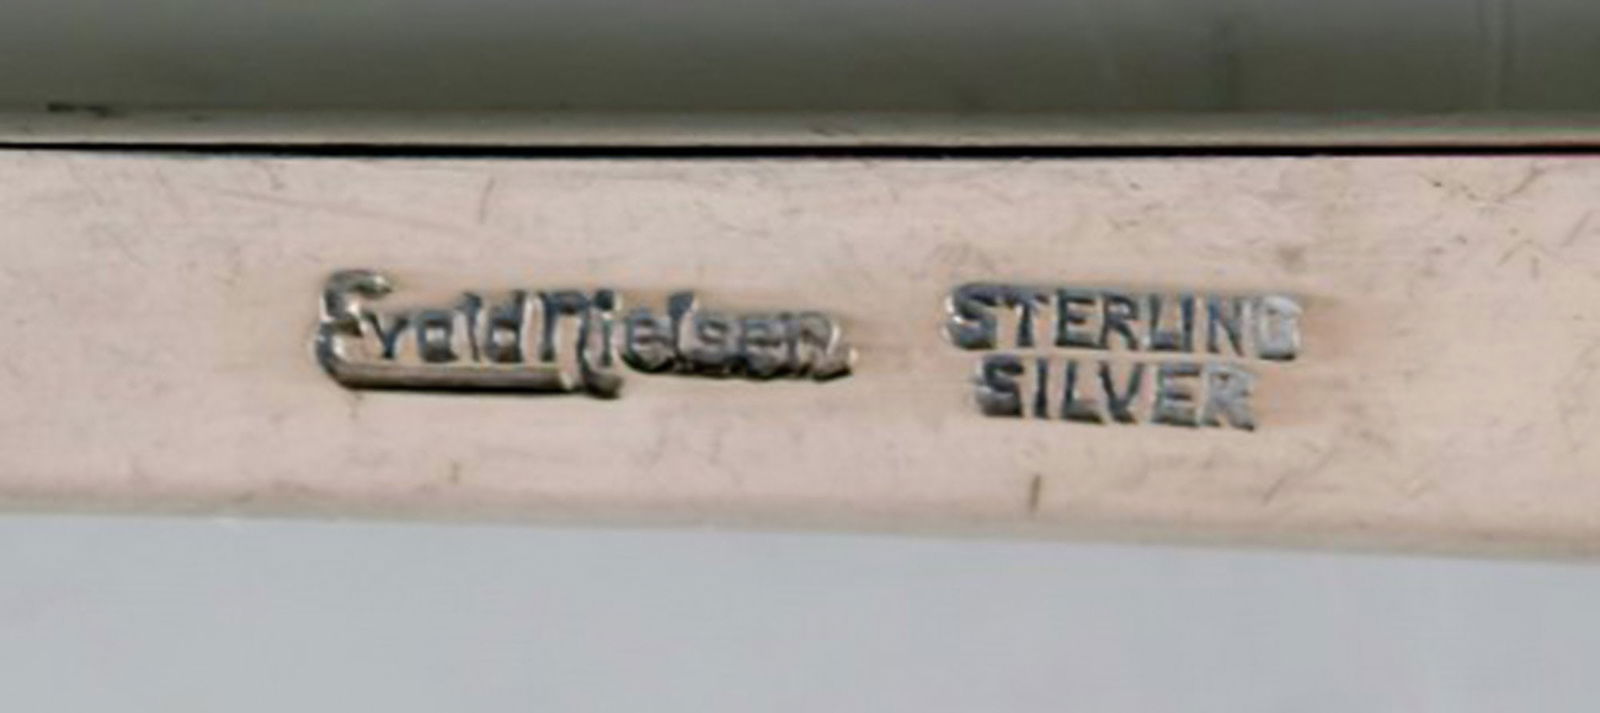 Evald Nielsen
STERLING
SILVER